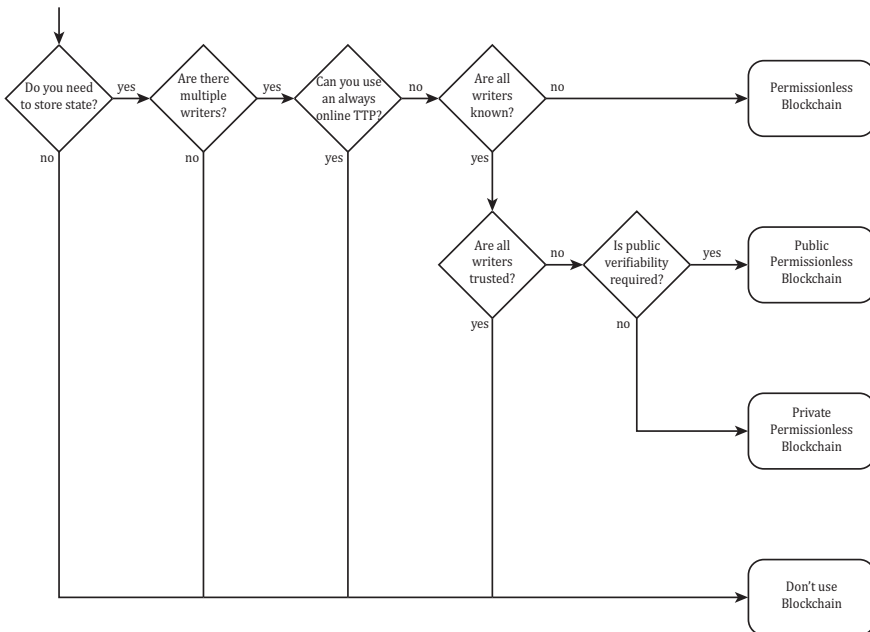 Do you need
to store state?
yes
no
Are there
multiple
writers?
yes
no
Can you use
an always
online TTP?
no
yes
Are all
writers
known?
no
yes
Permissionless
Blockchain
Are all
writers
trusted?
no
yes
Is public
verifiability
required?
yes
no
Public
Permissionless
Blockchain
Private
Permissionless
Blockchain
Don't use
Blockchain